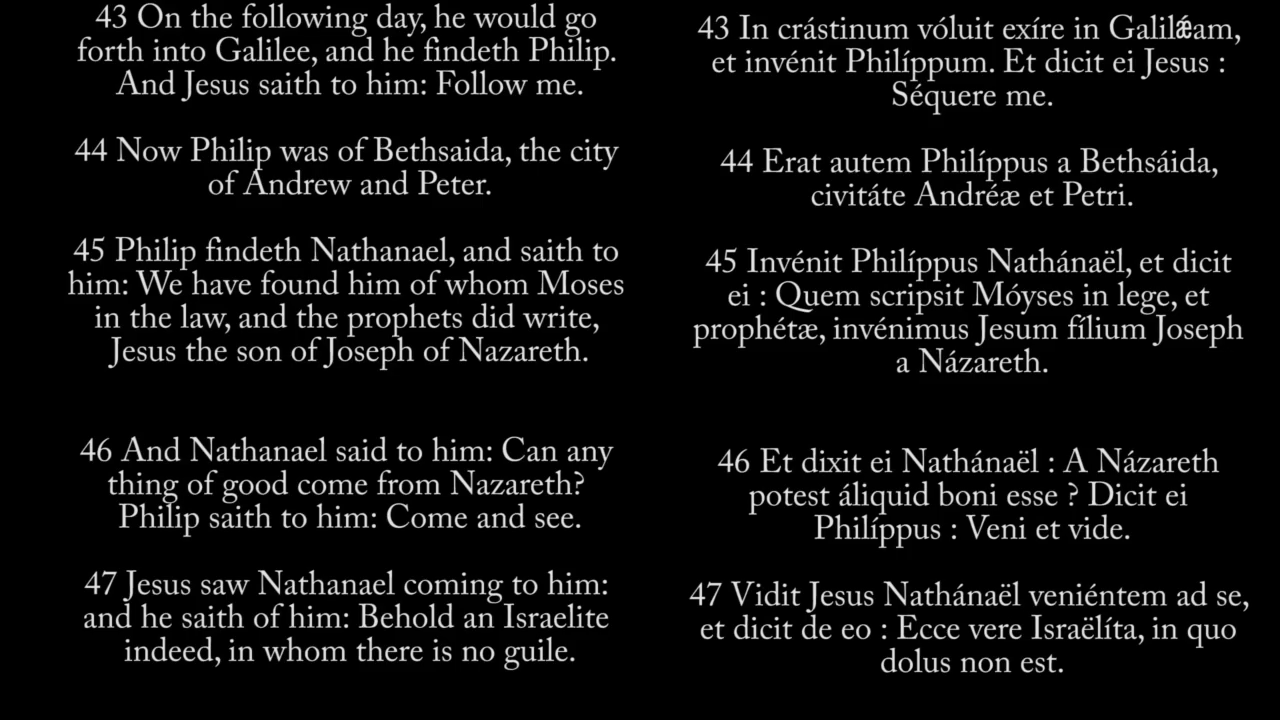 43 On the following day, he would go
forth into Galilee, and he findeth Philip.
And Jesus saith to him: Follow me.
44 Now Philip was of Bethsaida, the city
of Andrew and Peter.
45 Philip findeth Nathanael, and saith to
him: We have found him of whom Moses
in the law, and the prophets did write,
Jesus the son of Joseph of Nazareth.
46 And Nathanael said to him: Can any
thing of good come from Nazareth?
Philip saith to him: Come and see.
47 Jesus saw Nathanael coming to him:
and he saith of him: Behold an Israelite
indeed, in whom there is no guile.
43 In crástinum vóluit exíre in Galilǽam,
et invénit Philíppum. Et dicit ei Jesus :
Séquere me.
44 Erat autem Philíppus a Bethsáida,
civitáte Andréæ et Petri.
45 Invénit Philíppus Nathánaël, et dicit
ei : Quem scripsit Móyses in lege, et
prophétæ, invénimus Jesum fílium Joseph
a Názareth.
46 Et dixit ei Nathánaël : A Názareth
potest áliquid boni esse ? Dicit ei
Philíppus : Veni et vide.
47 Vidit Jesus Nathánaël veniéntem ad se,
et dicit de eo : Ecce vere Israëlíta, in quo
dolus non est.